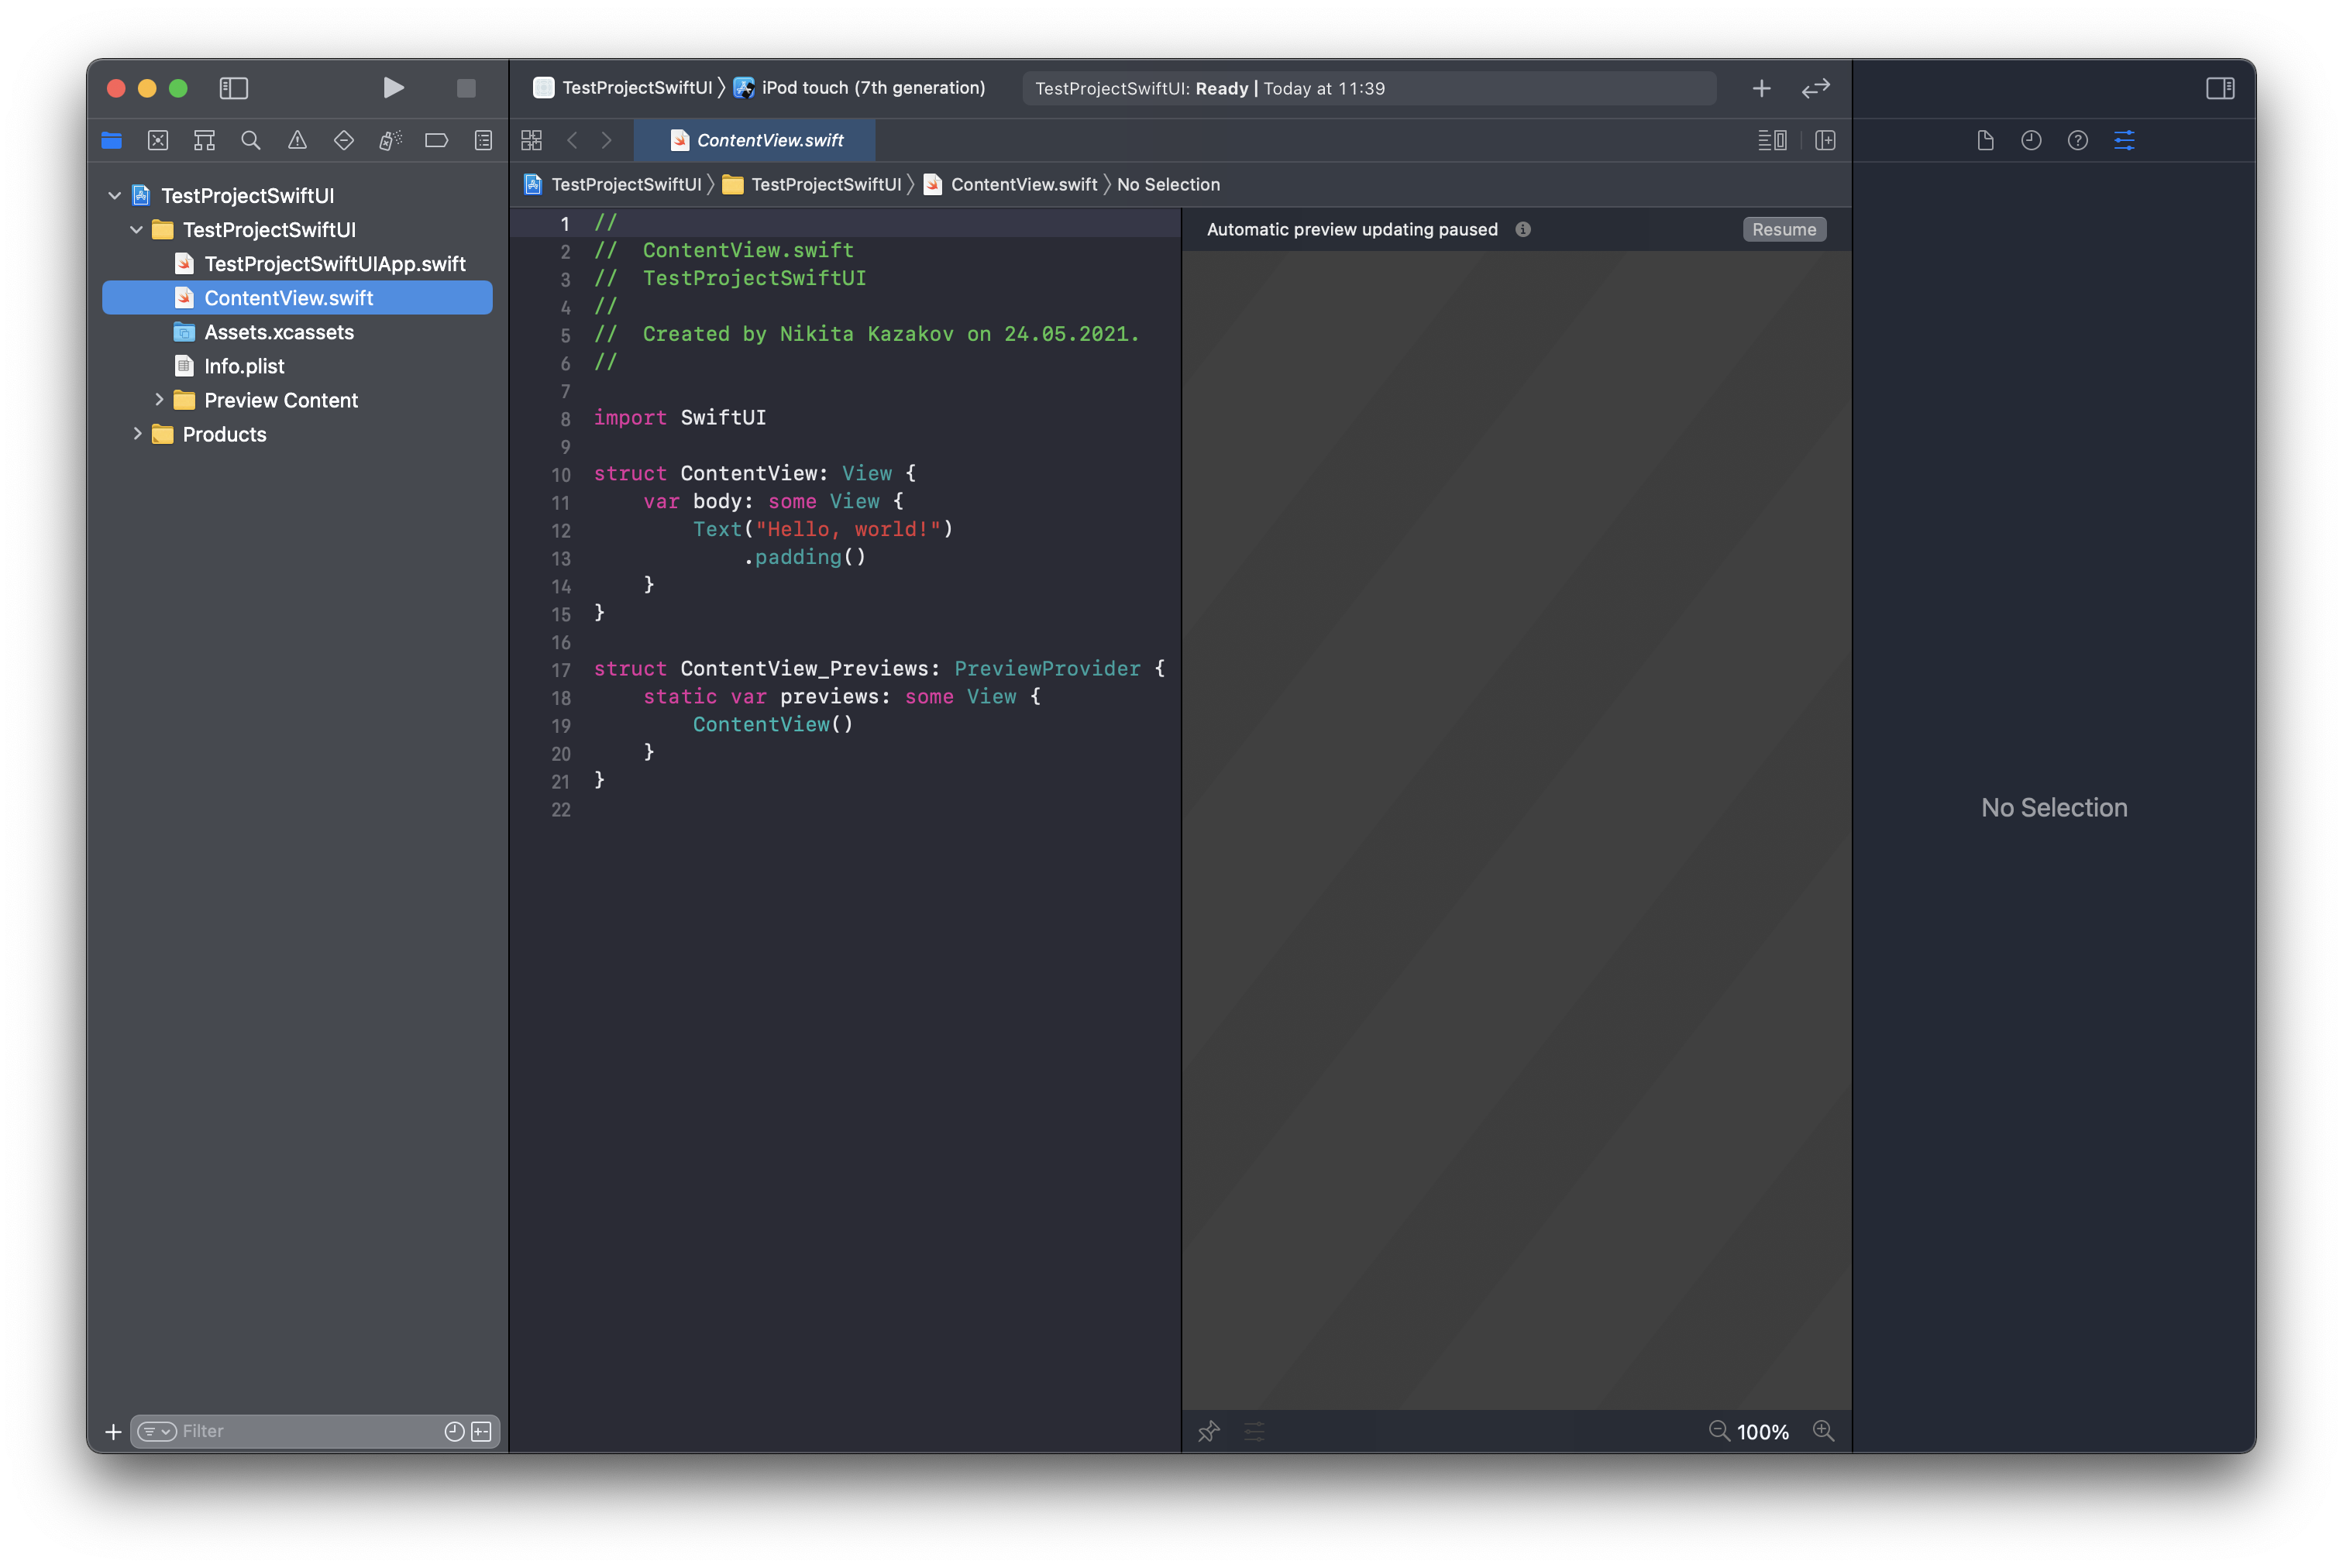 TestProjectSwiftUI 〉 iPod touch (7th generation)
TestProjectSwiftUI: Ready | Today at 11:39
ContentView.swift
TestProjectSwiftUI 〉 TestProjectSwiftUI 〉 ContentView.swift 〉 No Selection
TestProjectSwiftUI
TestProjectSwiftUI
TestProjectSwiftUIApp.swift
ContentView.swift
Assets.xcassets
Info.plist
Preview Content
Products
Filter
1 //
2 //  ContentView.swift
3 //  TestProjectSwiftUI
4 //
5 //  Created by Nikita Kazakov on 24.05.2021.
6 //
7
8 import SwiftUI
9
10 struct ContentView: View {
11     var body: some View {
12         Text("Hello, world!")
13             .padding()
14     }
15 }
16
17 struct ContentView_Previews: PreviewProvider {
18     static var previews: some View {
19         ContentView()
20     }
21 }
22
Automatic preview updating paused
Resume
100%
No Selection